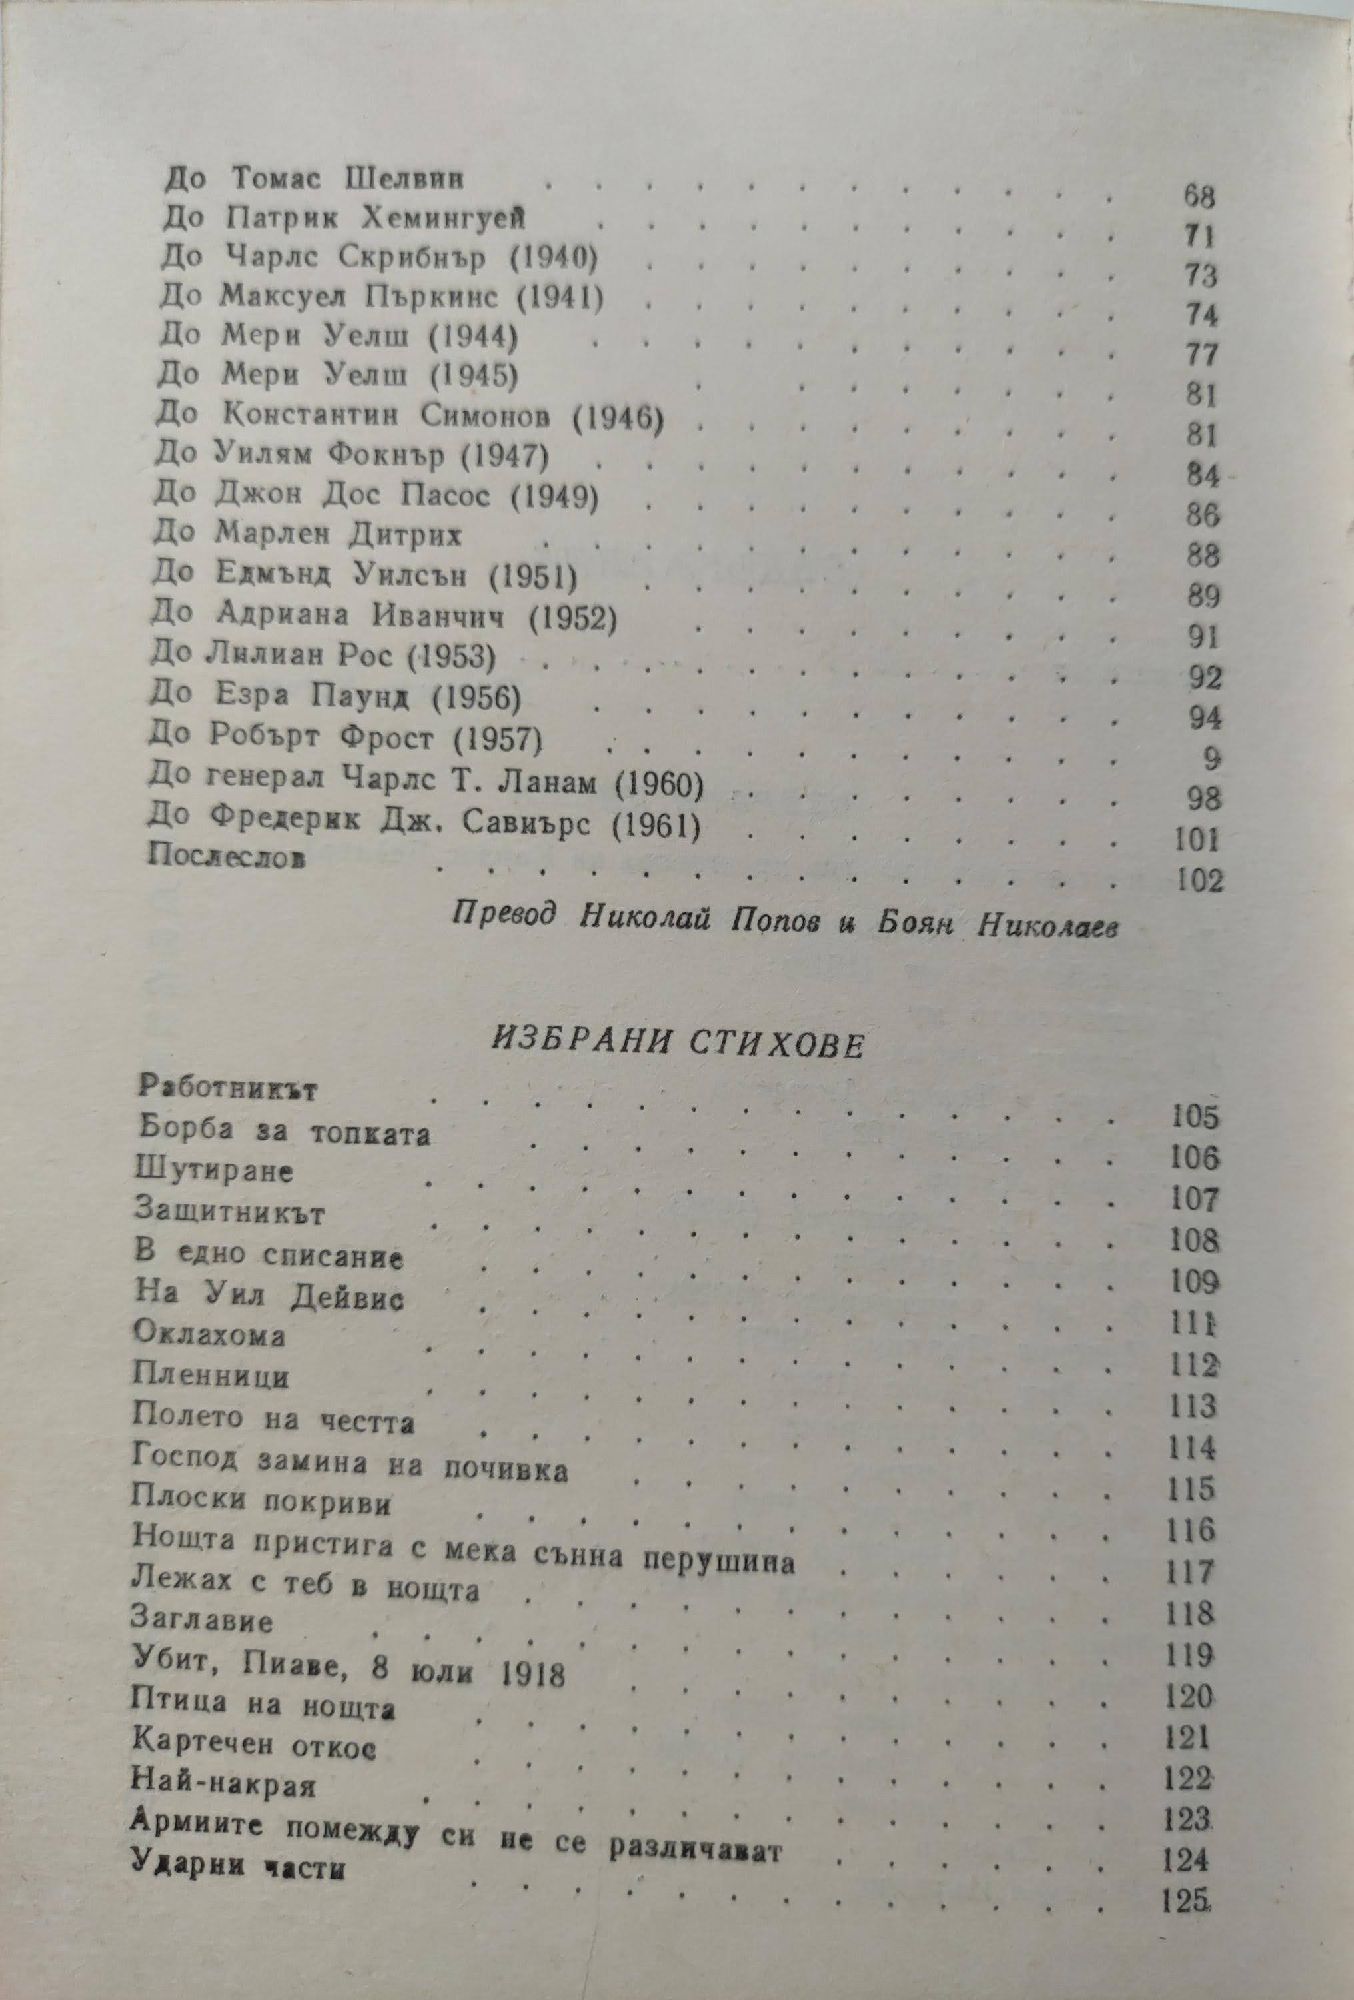 До Томас Шелвин . . . . . . . . . . . . 68
До Патрик Хемингуей . . . . . . . . . . . 71
До Чарлс Скрибнър (1940) . . . . . . . . . . 73
До Максуел Пъркинс (1941) . . . . . . . . . . 74
До Мери Уелш (1944) . . . . . . . . . . . 77
До Мери Уелш (1945) . . . . . . . . 81
До Константин Симонов (1946) . . . . . . . . . 81
До Уилям Фокнър (1947) . . . . . . . . . . . 84
До Джон Дос Пасос (1949) . . . . . . . . . . 86
До Марлен Дитрих . . . . . . . . . . . . 88
До Едмънд Уилсън (1951) . . . . . . . . . . 89
До Адриана Иванчич (1952) . . . . . . . . . 91
До Лилиан Рос (1953) . . . . . . . . . . . . 92
До Езра Паунд (1956) . . . . . . . . . . . 94
До Робърт Фрост (1957) . . . . . . . . . . . 9
До генерал Чарлс Т. Ланам (1960) . . . . . . . . 98
До Фредерик Дж. Савиърс (1961) . . . . . . . . 101
Послеслов . . . . . . . . . . . . . . 102
Превод Николай Попов и Боян Николаев
ИЗБРАНИ СТИХОВЕ
Работникът . . . . . . . . . . . . . . 105
Борба за топката . . . . . . . . . . . . 106
Шутиране . . . . . . . . . . . . . . 107
Защитникът . . . . . . . . . . . . . . 108
В едно списание . . . . . . . . . . . . . 109
На Уил Дейвис . . . . . . . . . . . . . 111
Оклахома . . . . . . . . . . . . . . 112
Пленници . . . . . . . . . . . . . . 113
Полето на честта . . . . . . . . . . . . . 114
Господ замина на почивка . . . . . . . . . . 115
Плоски покриви . . . . . . . . . . . . . 116
Нощта пристига с мека сънна перушина . . . . . . 117
Лежах с теб в нощта . . . . . . . . . . . . 118
Заглавие . . . . . . . . . . . . . . . 119
Убит, Пиаве, 8 юли 1918 . . . . . . . . . . 120
Птица на нощта . . . . . . . . . . . . . 121
Картечен откос . . . . . . . . . . . . . 122
Най-накрая . . . . . . . . . . . . . . 123
Армиите помежду си не се различават . . . . . . 124
Ударни части . . . . . . . . . . . . . 125